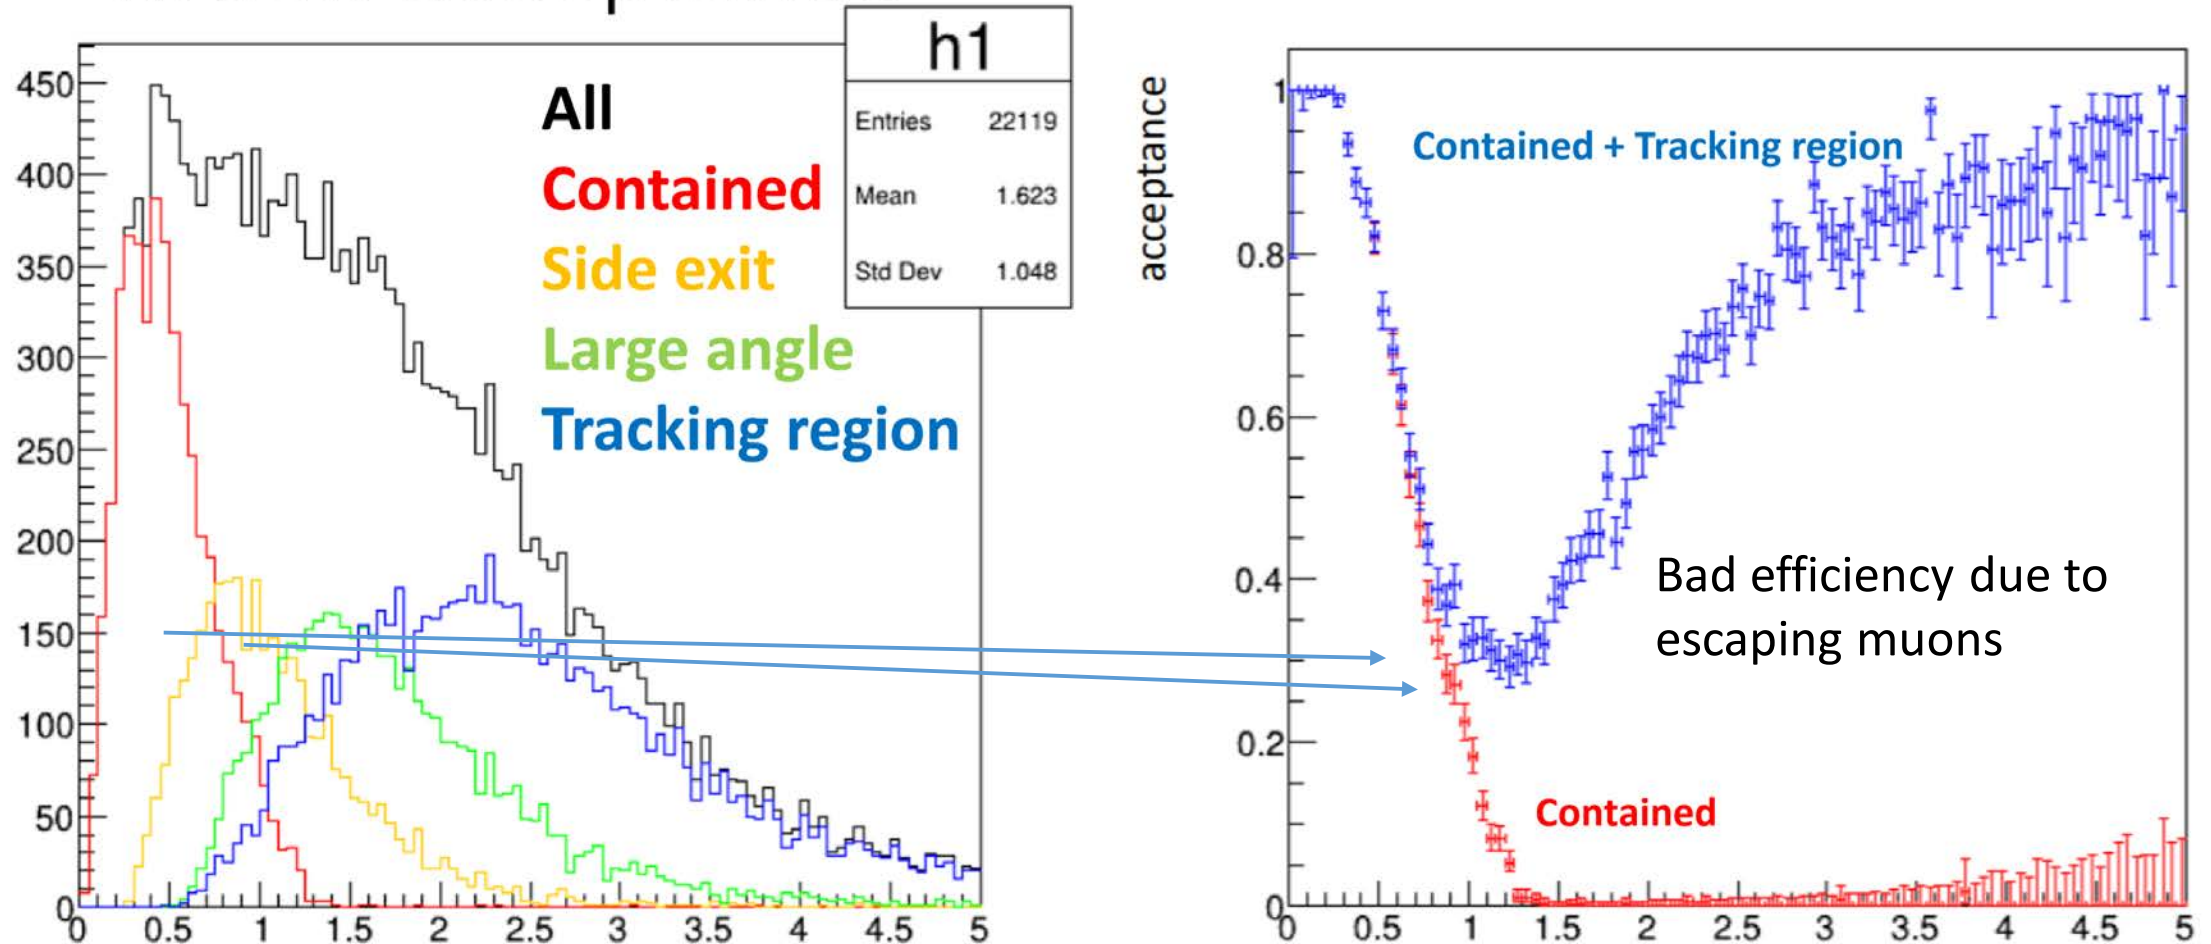 h1
Entries 22119
Mean 1.623
Std Dev 1.048
All
Contained
Side exit
Large angle
Tracking region
450
400
350
300
250
200
150
100
50
0
0 0.5 1 1.5 2 2.5 3 3.5 4 4.5 5
acceptance
Contained + Tracking region
Bad efficiency due to
escaping muons
Contained
1
0.8
0.6
0.4
0.2
0
0 0.5 1 1.5 2 2.5 3 3.5 4 4.5 5